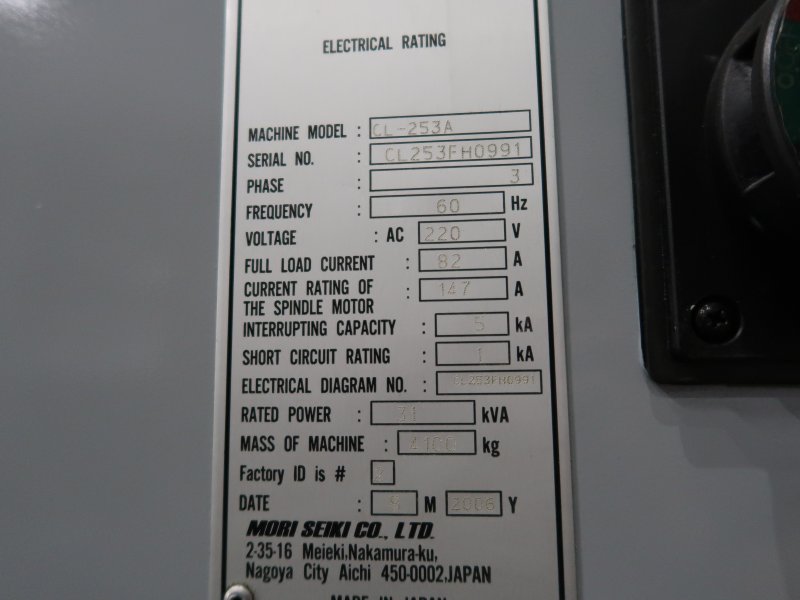 ELECTRICAL RATING
MACHINE MODEL : CL-253A
SERIAL NO. : CL253FH0991
PHASE : 3
FREQUENCY : 60 Hz
VOLTAGE : AC 220 V
FULL LOAD CURRENT : 82 A
CURRENT RATING OF
THE SPINDLE MOTOR : 147 A
INTERRUPTING CAPACITY : 5 kA
SHORT CIRCUIT RATING : 1 kA
ELECTRICAL DIAGRAM NO. : CL253FH0991
RATED POWER : 31 kVA
MASS OF MACHINE : 4100 kg
Factory ID is #
DATE : M 2006 Y
MORI SEIKI CO., LTD.
2-35-16 Meieki,Nakamura-ku,
Nagoya City Aichi 450-0002,JAPAN
MADE IN JAPAN